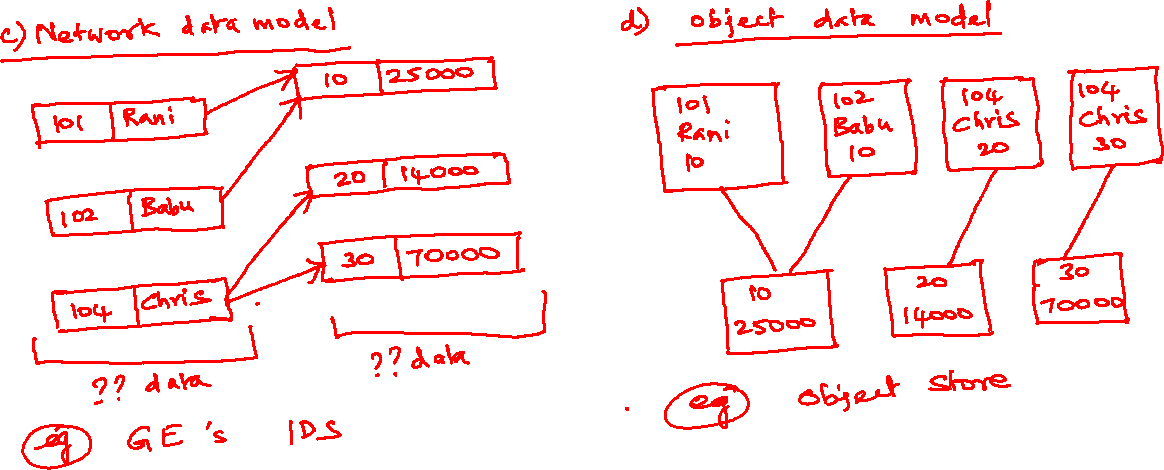 c) Network data model
10 25000
101 Rani
20 14000
102 Babu
30 70000
104 Chris
?? data
?? data
eg GE's IDS
d) object data model
101
Rani
10
102
Babu
10
104
Chris
20
104
Chris
30
10
25000
20
14000
30
70000
eg object store